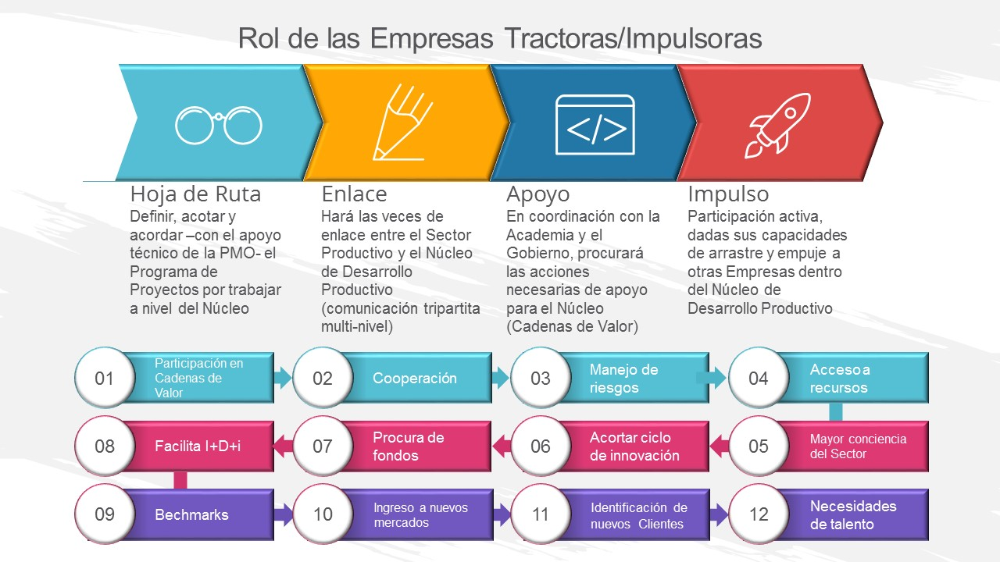 Rol de las Empresas Tractoras/Impulsoras
</>
Hoja de Ruta
Definir, acotar y
acordar –con el apoyo
técnico de la PMO- el
Programa de
Proyectos por trabajar
a nivel del Núcleo
Enlace
Hará las veces de
enlace entre el Sector
Productivo y el Núcleo
de Desarrollo
Productivo
(comunicación tripartita
multi-nivel)
Apoyo
En coordinación con la
Academia y el
Gobierno, procurará
las acciones
necesarias de apoyo
para el Núcleo
(Cadenas de Valor)
Impulso
Participación activa,
dadas sus capacidades
de arrastre y empuje a
otras Empresas dentro
del Núcleo de
Desarrollo Productivo
01
Participación en
Cadenas de
Valor
02
Cooperación
03
Manejo de
riesgos
04
Acceso a
recursos
08
Facilita I+D+i
07
Procura de
fondos
06
Acortar ciclo
de innovación
05
Mayor conciencia
del Sector
09
Bechmarks
10
Ingreso a nuevos
mercados
11
Identificación de
nuevos Clientes
12
Necesidades
de talento